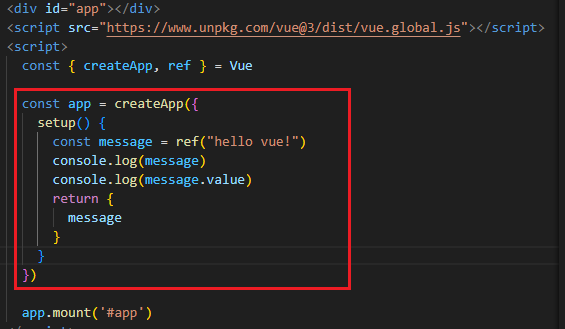 <div id="app"></div>
<script src="https://www.unpkg.com/vue@3/dist/vue.global.js"></script>
<script>
const { createApp, ref } = Vue
const app = createApp({
setup() {
const message = ref("hello vue!")
console.log(message)
console.log(message.value)
return {
message
}
}
})
app.mount('#app')
</script>